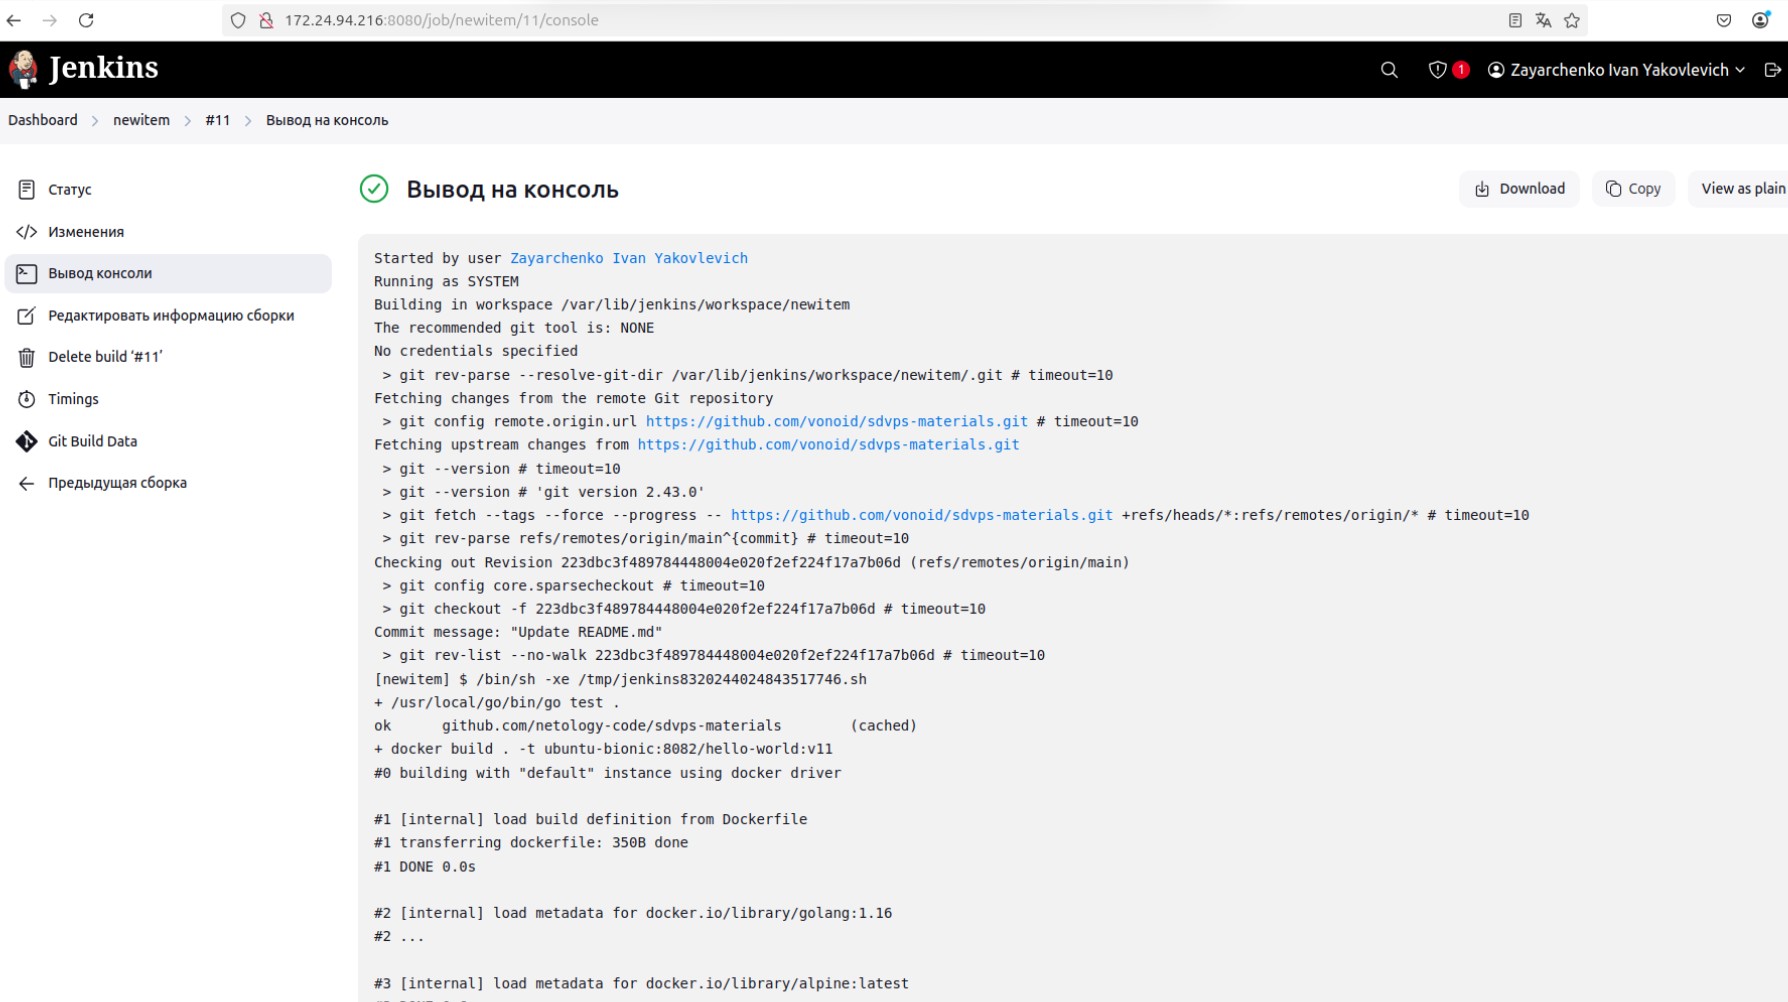 172.24.94.216:8080/job/newitem/11/console
Jenkins
1
Zayarchenko Ivan Yakovlevich
Dashboard
newitem
#11
Вывод на консоль
Статус
Изменения
Вывод консоли
Редактировать информацию сборки
Delete build ‘#11’
Timings
Git Build Data
Предыдущая сборка
Вывод на консоль
Download
Copy
View as plain
Started by user Zayarchenko Ivan Yakovlevich
Running as SYSTEM
Building in workspace /var/lib/jenkins/workspace/newitem
The recommended git tool is: NONE
No credentials specified
> git rev-parse --resolve-git-dir /var/lib/jenkins/workspace/newitem/.git # timeout=10
Fetching changes from the remote Git repository
> git config remote.origin.url https://github.com/vonoid/sdvps-materials.git # timeout=10
Fetching upstream changes from https://github.com/vonoid/sdvps-materials.git
> git --version # timeout=10
> git --version # 'git version 2.43.0'
> git fetch --tags --force --progress -- https://github.com/vonoid/sdvps-materials.git +refs/heads/*:refs/remotes/origin/* # timeout=10
> git rev-parse refs/remotes/origin/main^{commit} # timeout=10
Checking out Revision 223dbc3f489784448004e020f2ef224f17a7b06d (refs/remotes/origin/main)
> git config core.sparsecheckout # timeout=10
> git checkout -f 223dbc3f489784448004e020f2ef224f17a7b06d # timeout=10
Commit message: "Update README.md"
> git rev-list --no-walk 223dbc3f489784448004e020f2ef224f17a7b06d # timeout=10
[newitem] $ /bin/sh -xe /tmp/jenkins8320244024843517746.sh
+ /usr/local/go/bin/go test .
ok github.com/netology-code/sdvps-materials (cached)
+ docker build . -t ubuntu-bionic:8082/hello-world:v11
#0 building with "default" instance using docker driver
#1 [internal] load build definition from Dockerfile
#1 transferring dockerfile: 350B done
#1 DONE 0.0s
#2 [internal] load metadata for docker.io/library/golang:1.16
#2 ...
#3 [internal] load metadata for docker.io/library/alpine:latest